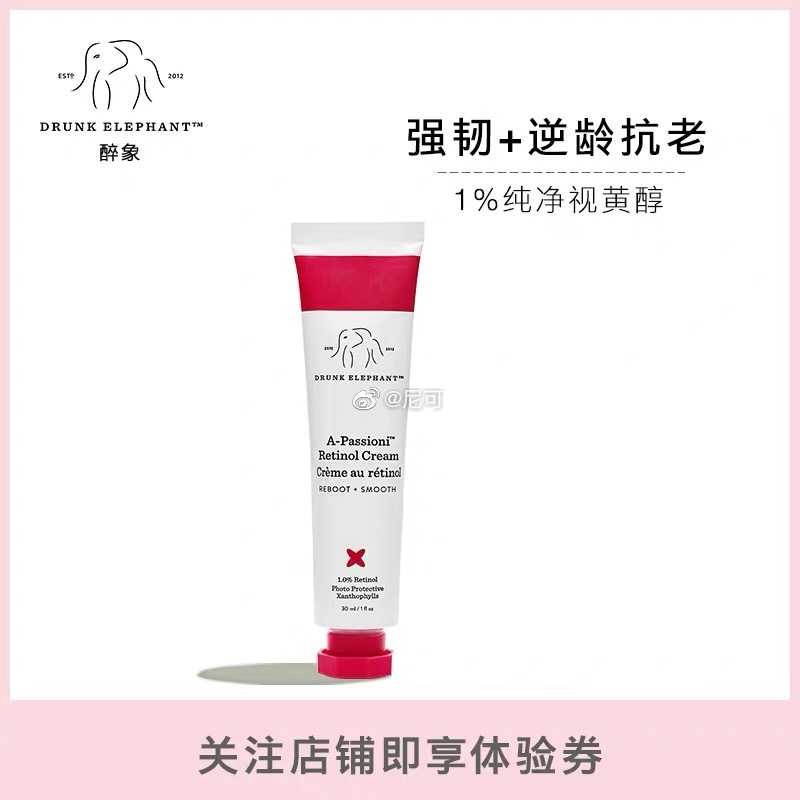 ESTD 2012
DRUNK ELEPHANT™
醉象
强韧+逆龄抗老
1%纯净视黄醇
ESTD 2012
DRUNK ELEPHANT™
@尼可
A-Passioni™
Retinol Cream
Crème au rétinol
REBOOT + SMOOTH
1.0% Retinol
Photo Protective
Xanthophylls
30 ml / 1 fl oz
关注店铺即享体验券